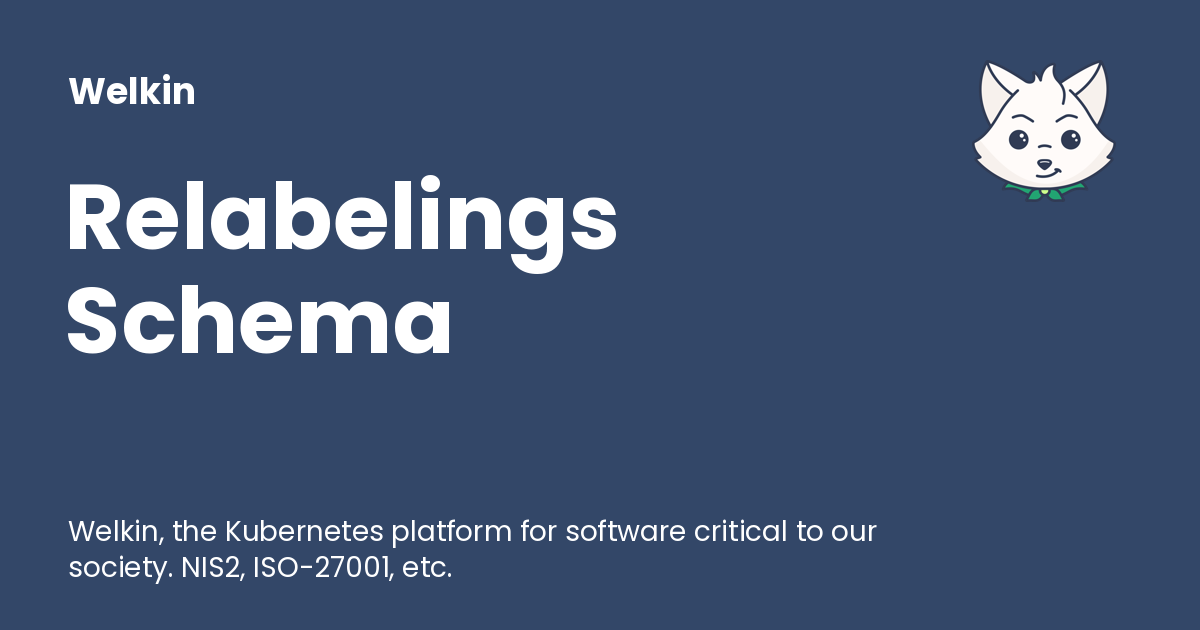 Welkin
Relabelings
Schema
Welkin, the Kubernetes platform for software critical to our
society. NIS2, ISO-27001, etc.